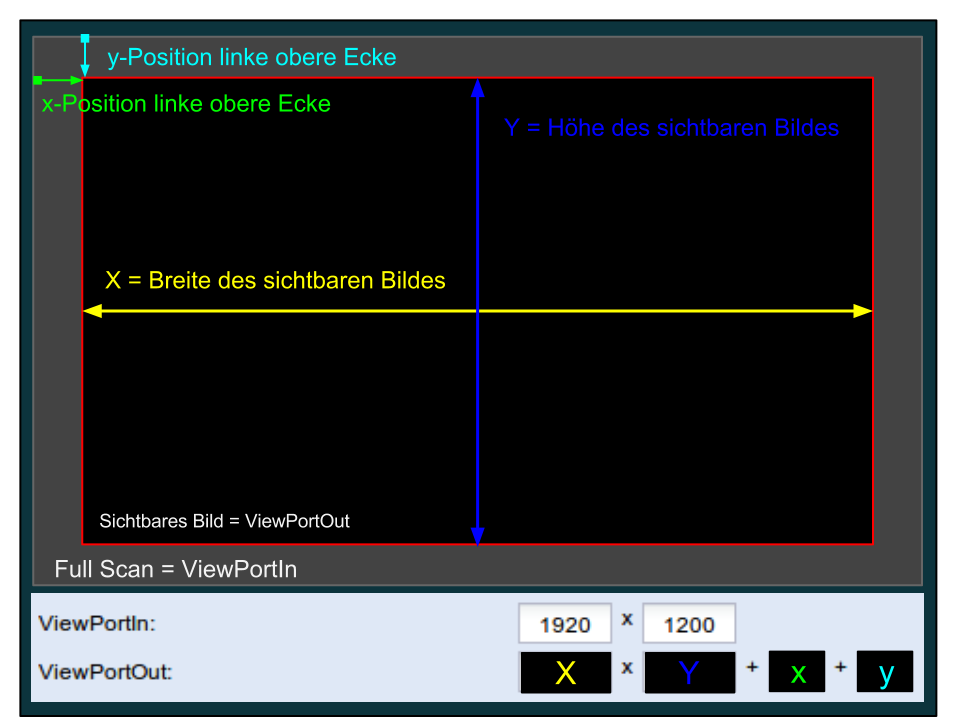 y-Position linke obere Ecke
x-Position linke obere Ecke
Y = Höhe des sichtbaren Bildes
X = Breite des sichtbaren Bildes
Sichtbares Bild = ViewPortOut
Full Scan = ViewPortIn
ViewPortIn: 1920 x 1200
ViewPortOut: X x Y + x + y